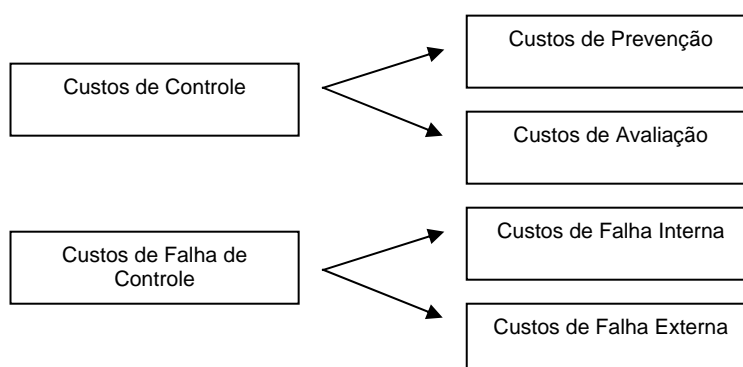 Custos de Prevenção
Custos de Controle
Custos de Avaliação
Custos de Falha Interna
Custos de Falha de
Controle
Custos de Falha Externa